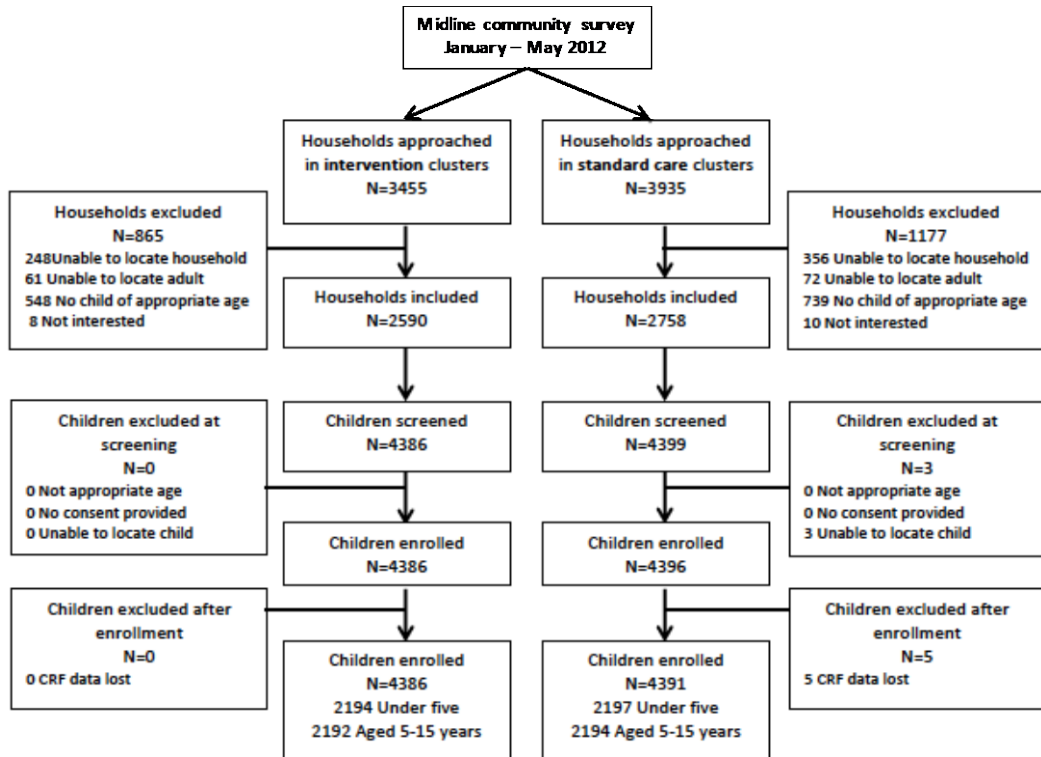 Midline community survey
January – May 2012
Households approached
in intervention clusters
N=3455
Households approached
in standard care clusters
N=3935
Households excluded
N=865
248Unable to locate household
61 Unable to locate adult
548 No child of appropriate age
8 Not interested
Households excluded
N=1177
356 Unable to locate household
72 Unable to locate adult
739 No child of appropriate age
10 Not interested
Households included
N=2590
Households included
N=2758
Children screened
N=4386
Children screened
N=4399
Children excluded at
screening
N=0
0 Not appropriate age
0 No consent provided
0 Unable to locate child
Children excluded at
screening
N=3
0 Not appropriate age
0 No consent provided
3 Unable to locate child
Children enrolled
N=4386
Children enrolled
N=4396
Children excluded after
enrollment
N=0
0 CRF data lost
Children excluded after
enrollment
N=5
5 CRF data lost
Children enrolled
N=4386
2194 Under five
2192 Aged 5-15 years
Children enrolled
N=4391
2197 Under five
2194 Aged 5-15 years